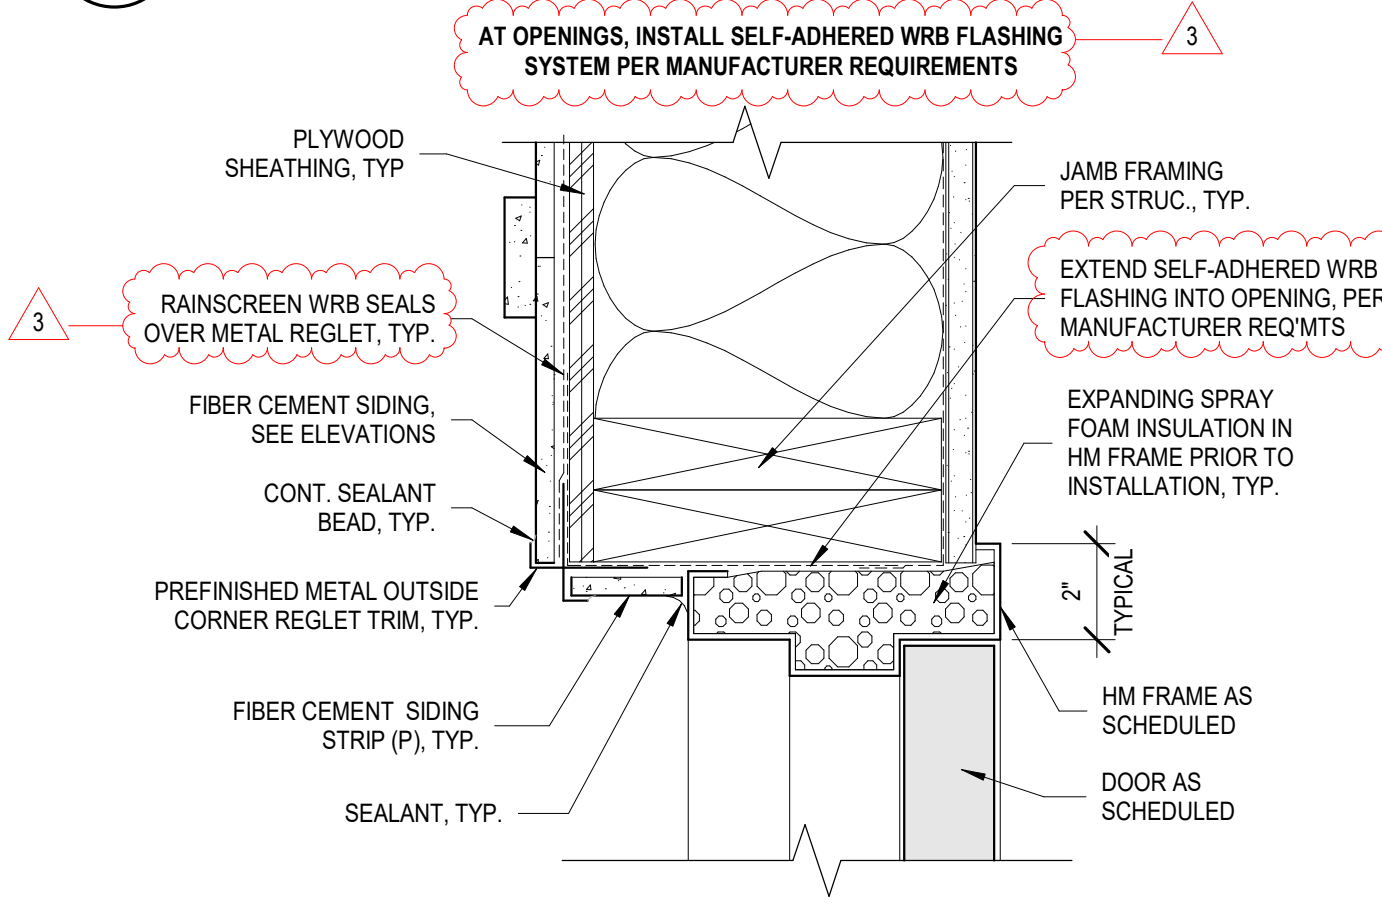 AT OPENINGS, INSTALL SELF-ADHERED WRB FLASHING
SYSTEM PER MANUFACTURER REQUIREMENTS
3
PLYWOOD
SHEATHING, TYP
JAMB FRAMING
PER STRUC., TYP.
3
RAINSCREEN WRB SEALS
OVER METAL REGLET, TYP.
EXTEND SELF-ADHERED WRB
FLASHING INTO OPENING, PER
MANUFACTURER REQ'MTS
FIBER CEMENT SIDING,
SEE ELEVATIONS
EXPANDING SPRAY
FOAM INSULATION IN
HM FRAME PRIOR TO
INSTALLATION, TYP.
CONT. SEALANT
BEAD, TYP.
PREFINISHED METAL OUTSIDE
CORNER REGLET TRIM, TYP.
2"
TYPICAL
FIBER CEMENT  SIDING
STRIP (P), TYP.
HM FRAME AS
SCHEDULED
SEALANT, TYP.
DOOR AS
SCHEDULED